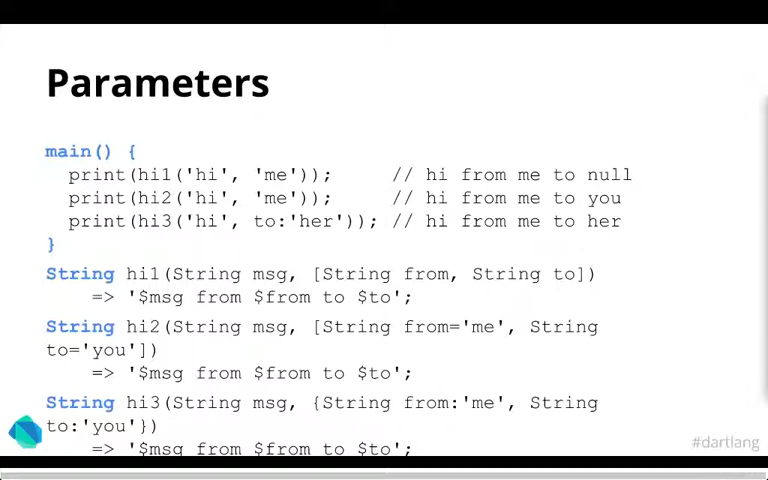 Parameters
main() {
  print(hi1('hi', 'me'));     // hi from me to null
  print(hi2('hi', 'me'));     // hi from me to you
  print(hi3('hi', to:'her')); // hi from me to her
}
String hi1(String msg, [String from, String to])
    => '$msg from $from to $to';
String hi2(String msg, [String from='me', String
to='you'])
    => '$msg from $from to $to';
String hi3(String msg, {String from:'me', String
to:'you'})
    => '$msg from $from to $to';
#dartlang